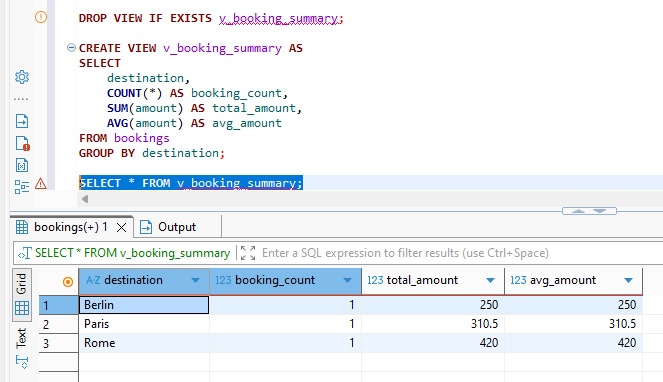 DROP VIEW IF EXISTS v_booking_summary;
CREATE VIEW v_booking_summary AS
SELECT
destination,
COUNT(*) AS booking_count,
SUM(amount) AS total_amount,
AVG(amount) AS avg_amount
FROM bookings
GROUP BY destination;
SELECT * FROM v_booking_summary;
bookings(+) 1 Output
SELECT * FROM v_booking_summary Enter a SQL expression to filter results (use Ctrl+Space)
Grid
Text
A-Z destination 123 booking_count 123 total_amount 123 avg_amount
1 Berlin 1 250 250
2 Paris 1 310.5 310.5
3 Rome 1 420 420